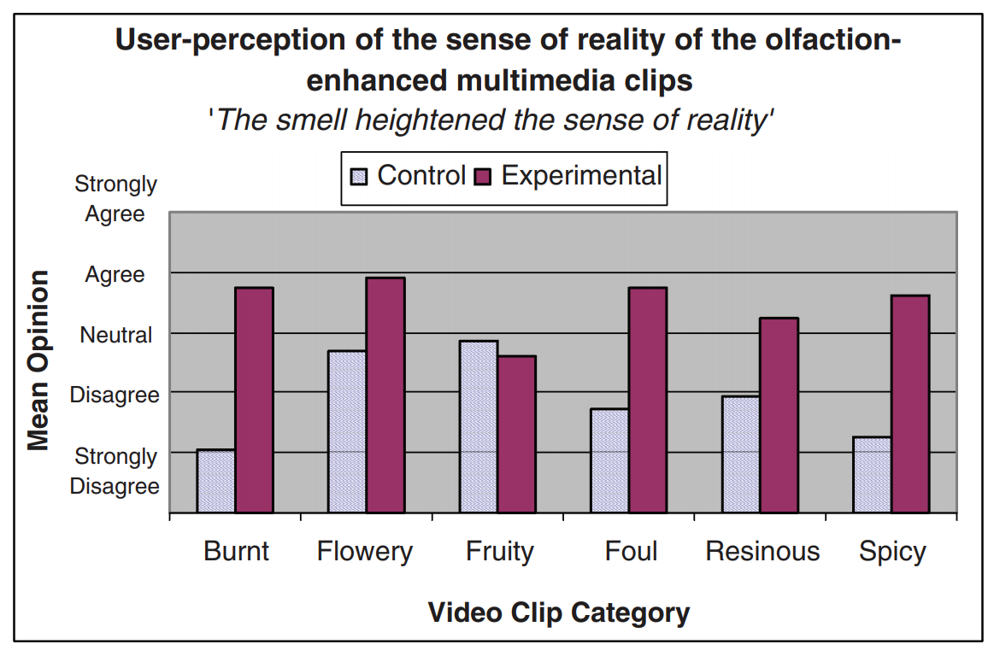 User-perception of the sense of reality of the olfaction-
enhanced multimedia clips
'The smell heightened the sense of reality'
Control Experimental
Strongly
Agree
Agree
Neutral
Disagree
Strongly
Disagree
Mean Opinion
Burnt Flowery Fruity Foul Resinous Spicy
Video Clip Category